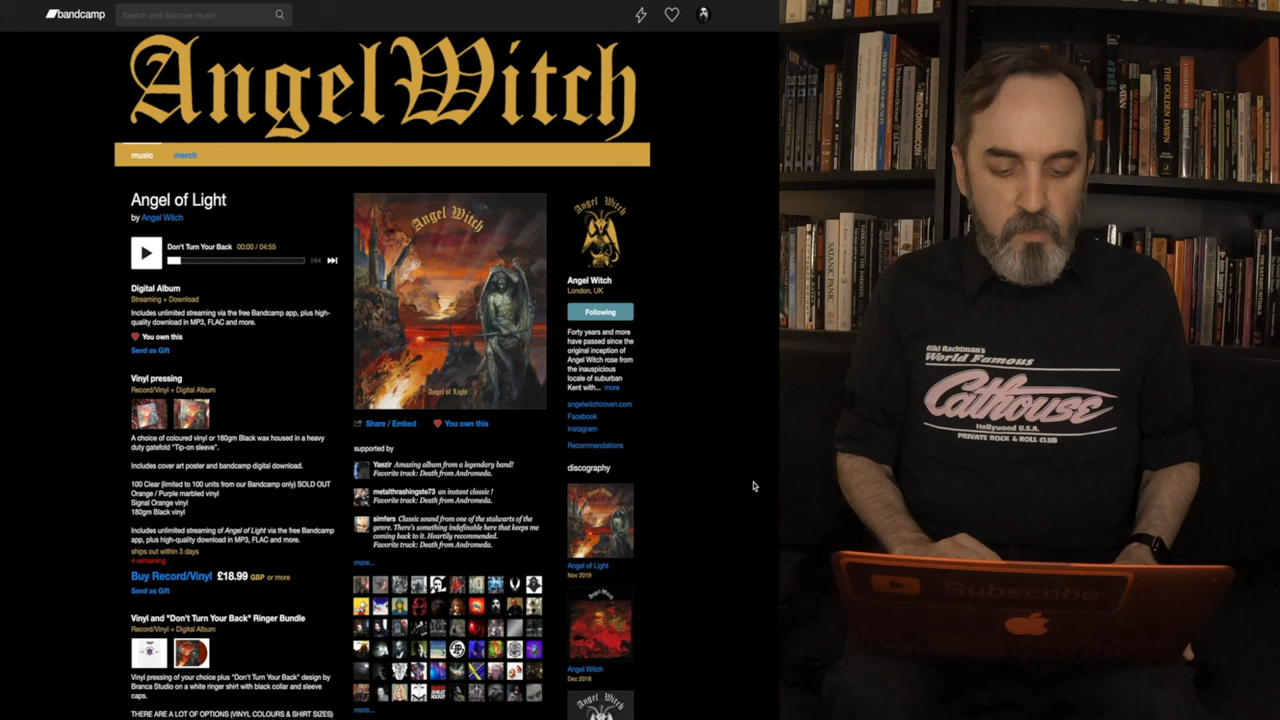 bandcamp
Search and discover music
AngelWitch
music
merch
Angel of Light
by Angel Witch
Don't Turn Your Back 00:00 / 04:55
Digital Album
Streaming + Download
Includes unlimited streaming via the free Bandcamp app, plus high-
quality download in MP3, FLAC and more.
You own this
Send as Gift
Vinyl pressing
Record/Vinyl + Digital Album
A choice of coloured vinyl or 180gm Black wax housed in a heavy
duty gatefold "Tip-on sleeve".
Includes cover art poster and bandcamp digital download.
100 Clear (limited to 100 units from our Bandcamp only) SOLD OUT
Orange / Purple marbled vinyl
Signal Orange vinyl
180gm Black vinyl
Includes unlimited streaming of Angel of Light via the free Bandcamp
app, plus high-quality download in MP3, FLAC and more.
ships out within 3 days
4 remaining
Buy Record/Vinyl £18.99 GBP or more
Send as Gift
Vinyl and "Don't Turn Your Back" Ringer Bundle
Record/Vinyl + Digital Album
Vinyl pressing of your choice plus "Don't Turn Your Back" design by
Branca Studio on a white ringer shirt with black collar and sleeve
caps.
THERE ARE A LOT OF OPTIONS (VINYL COLOURS & SHIRT SIZES)
Angel Witch
Angel of Light
Share / Embed
You own this
supported by
Yaezir Amazing album from a legendary band!
Favorite track: Death from Andromeda.
metalthrashingste73 an instant classic !
Favorite track: Death from Andromeda.
simfers Classic sound from one of the stalwarts of the
genre. There's something indefinable here that keeps me
coming back to it. Heartily recommended.
Favorite track: Death from Andromeda.
more...
more...
Angel Witch
Angel Witch
London, UK
Following
Forty years and more
have passed since the
original inception of
Angel Witch rose from
the inauspicious
locale of suburban
Kent with... more
angelwitchcoven.com
Facebook
Instagram
Recommendations
discography
Angel of Light
Nov 2019
Angel Witch
Dec 2018
Angel Witch
NECRONOMICON
SATAN
THE GOLDEN DAWN
SATANIC PANIC
Riki Rachtman's
World Famous
Cathouse
Hollywood U.S.A.
PRIVATE ROCK & ROLL CLUB
Subscribe